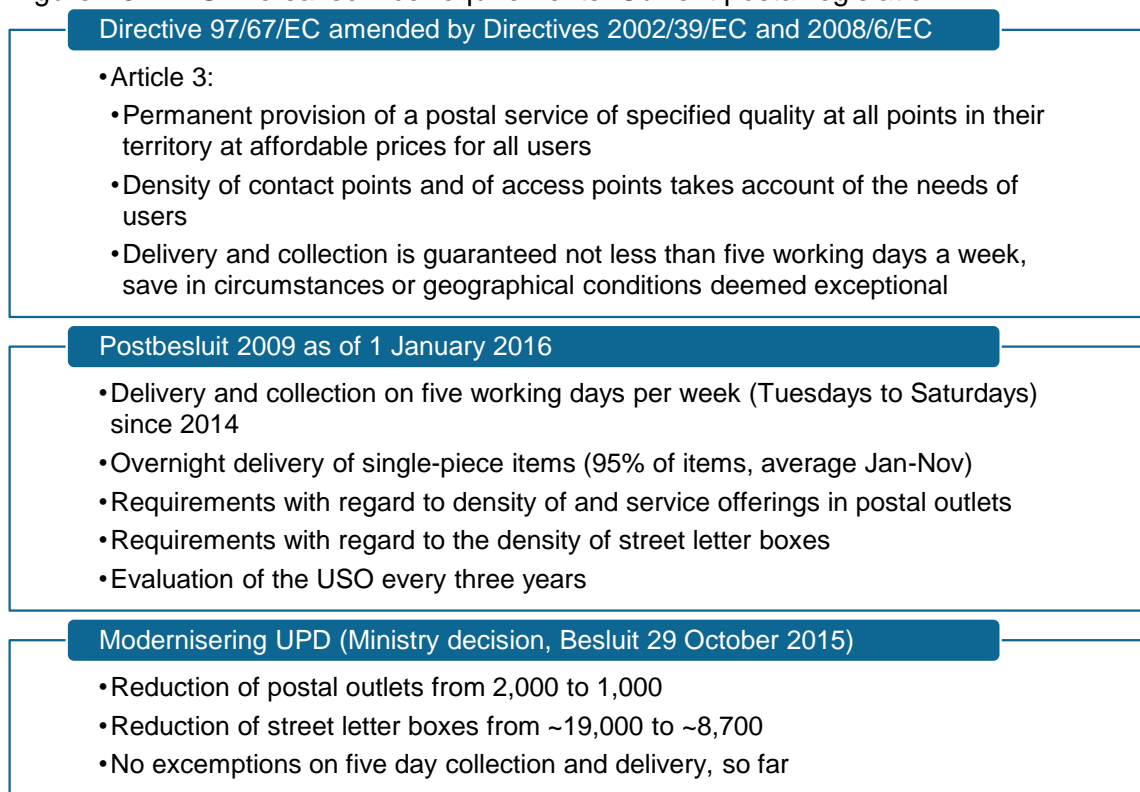 Directive 97/67/EC amended by Directives 2002/39/EC and 2008/6/EC
•Article 3:
•Permanent provision of a postal service of specified quality at all points in their
territory at affordable prices for all users
•Density of contact points and of access points takes account of the needs of
users
•Delivery and collection is guaranteed not less than five working days a week,
save in circumstances or geographical conditions deemed exceptional
Postbesluit 2009 as of 1 January 2016
•Delivery and collection on five working days per week (Tuesdays to Saturdays)
since 2014
•Overnight delivery of single-piece items (95% of items, average Jan-Nov)
•Requirements with regard to density of and service offerings in postal outlets
•Requirements with regard to the density of street letter boxes
•Evaluation of the USO every three years
Modernisering UPD (Ministry decision, Besluit 29 October 2015)
•Reduction of postal outlets from 2,000 to 1,000
•Reduction of street letter boxes from ~19,000 to ~8,700
•No excemptions on five day collection and delivery, so far